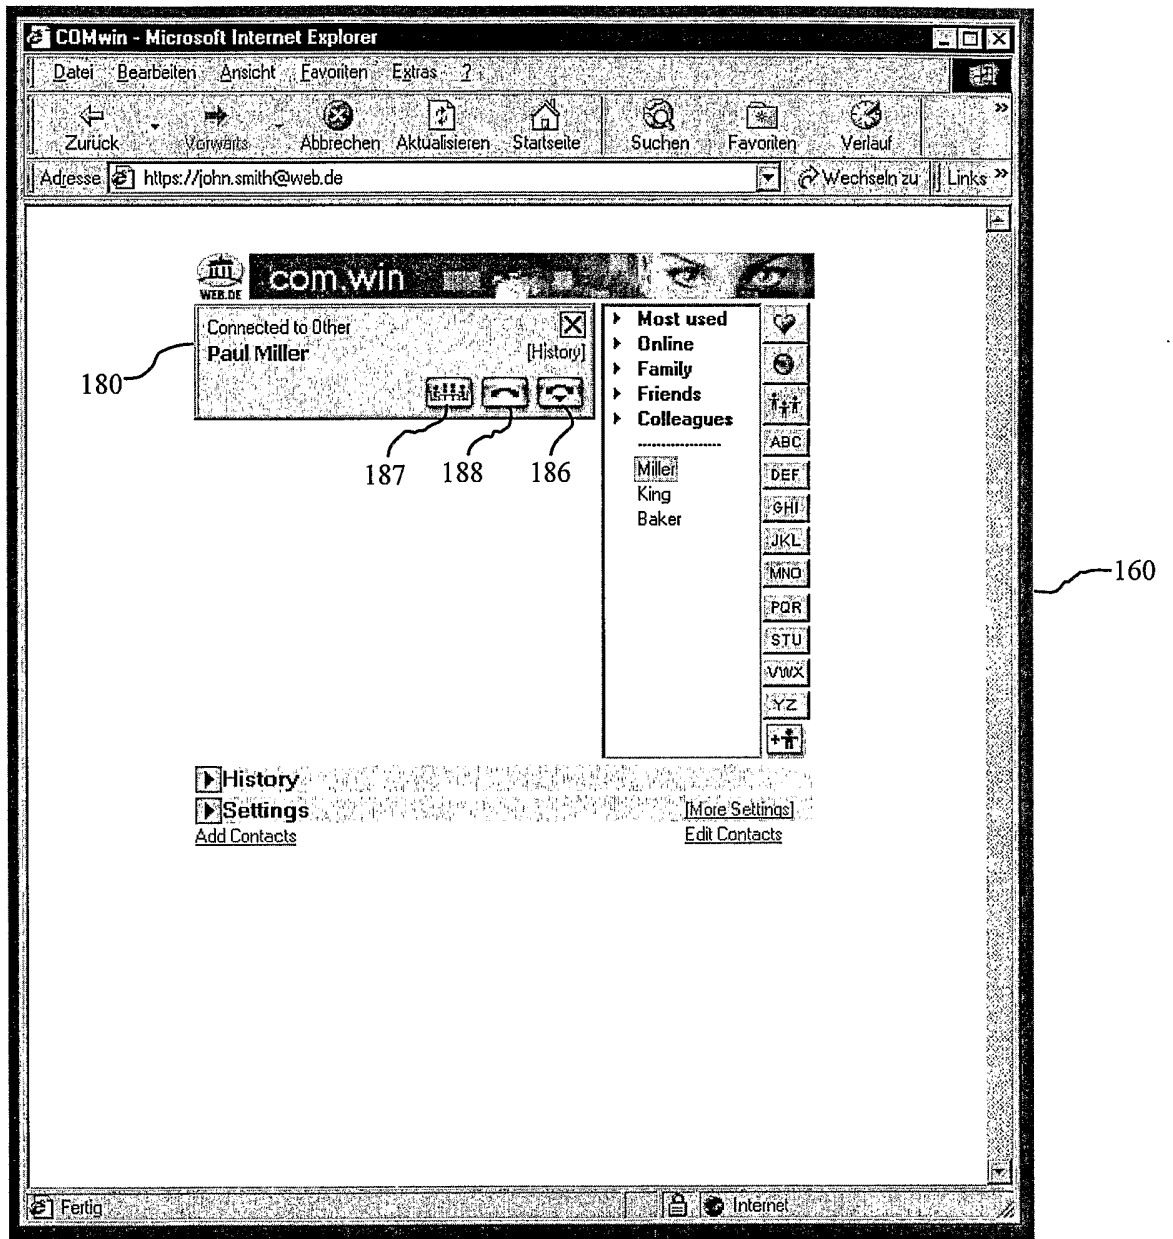 COMwin - Microsoft Internet Explorer
Datei Bearbeiten Ansicht Favoriten Extras ?
Zurück Vorwärts Abbrechen Aktualisieren Startseite Suchen Favoriten Verlauf »
Adresse https://john.smith@web.de Wechseln zu Links »
WEB.DE com.win
Connected to Other
Paul Miller [History]
180
187 188 186
Most used
Online
Family
Friends
Colleagues
-----------------
Miller
King
Baker
ABC
DEF
GHI
JKL
MNO
PQR
STU
VWX
YZ
160
History
Settings [More Settings]
Add Contacts Edit Contacts
Fertig Internet